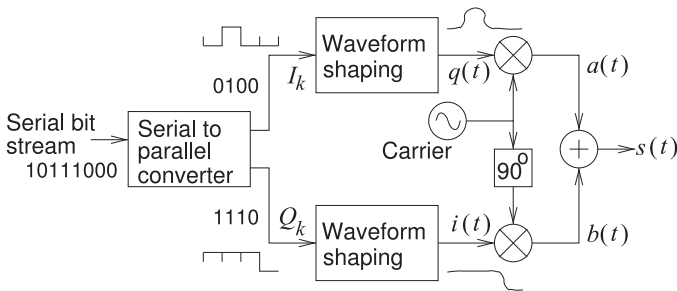 0100
I_k
Waveform
shaping
q(t)
a(t)
Serial bit
stream
10111000
Serial to
parallel
converter
Carrier
90°
+
s(t)
1110
Q_k
Waveform
shaping
i(t)
b(t)